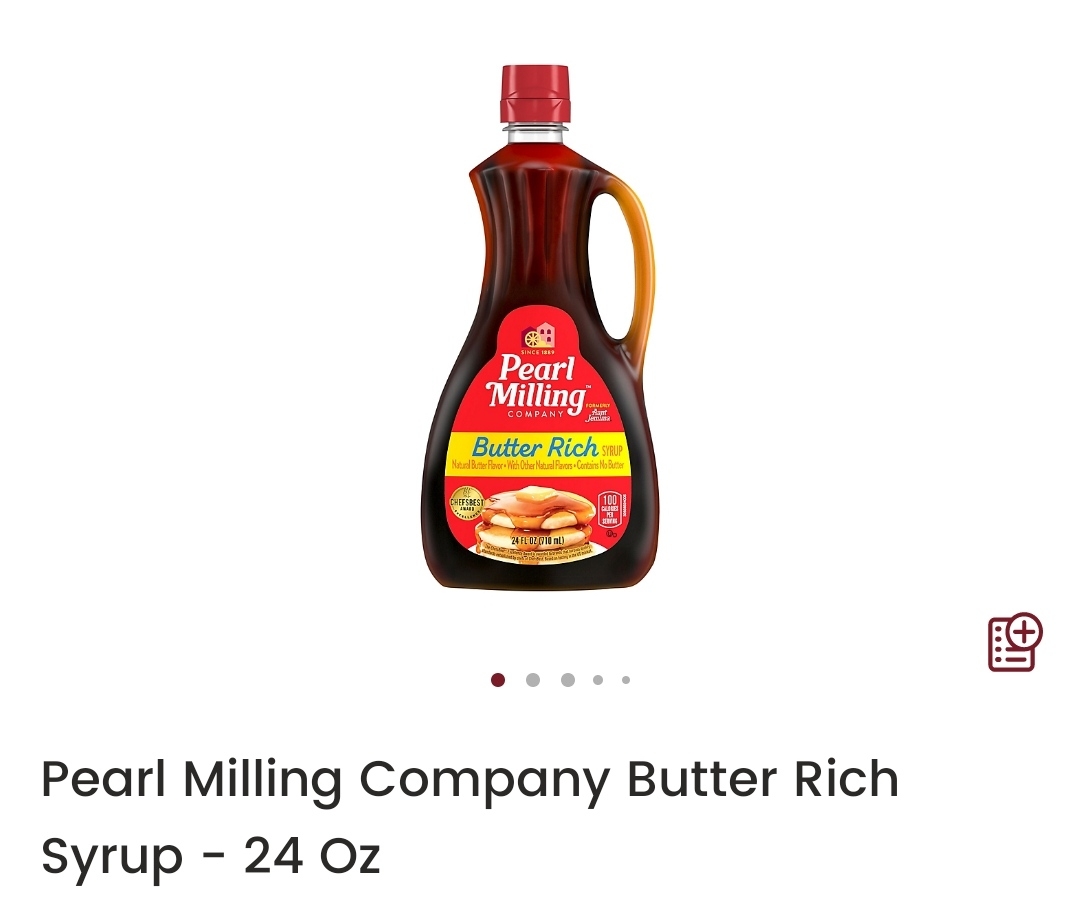 SINCE 1889
Pearl
Milling™
COMPANY
FORMERLY
Aunt
Jemima
Butter Rich SYRUP
Natural Butter Flavor • With Other Natural Flavors • Contains No Butter
CHEFSBEST
AWARD
100
CALORIES
PER
SERVING
24 FL OZ (710 mL)
Pearl Milling Company Butter Rich
Syrup - 24 Oz